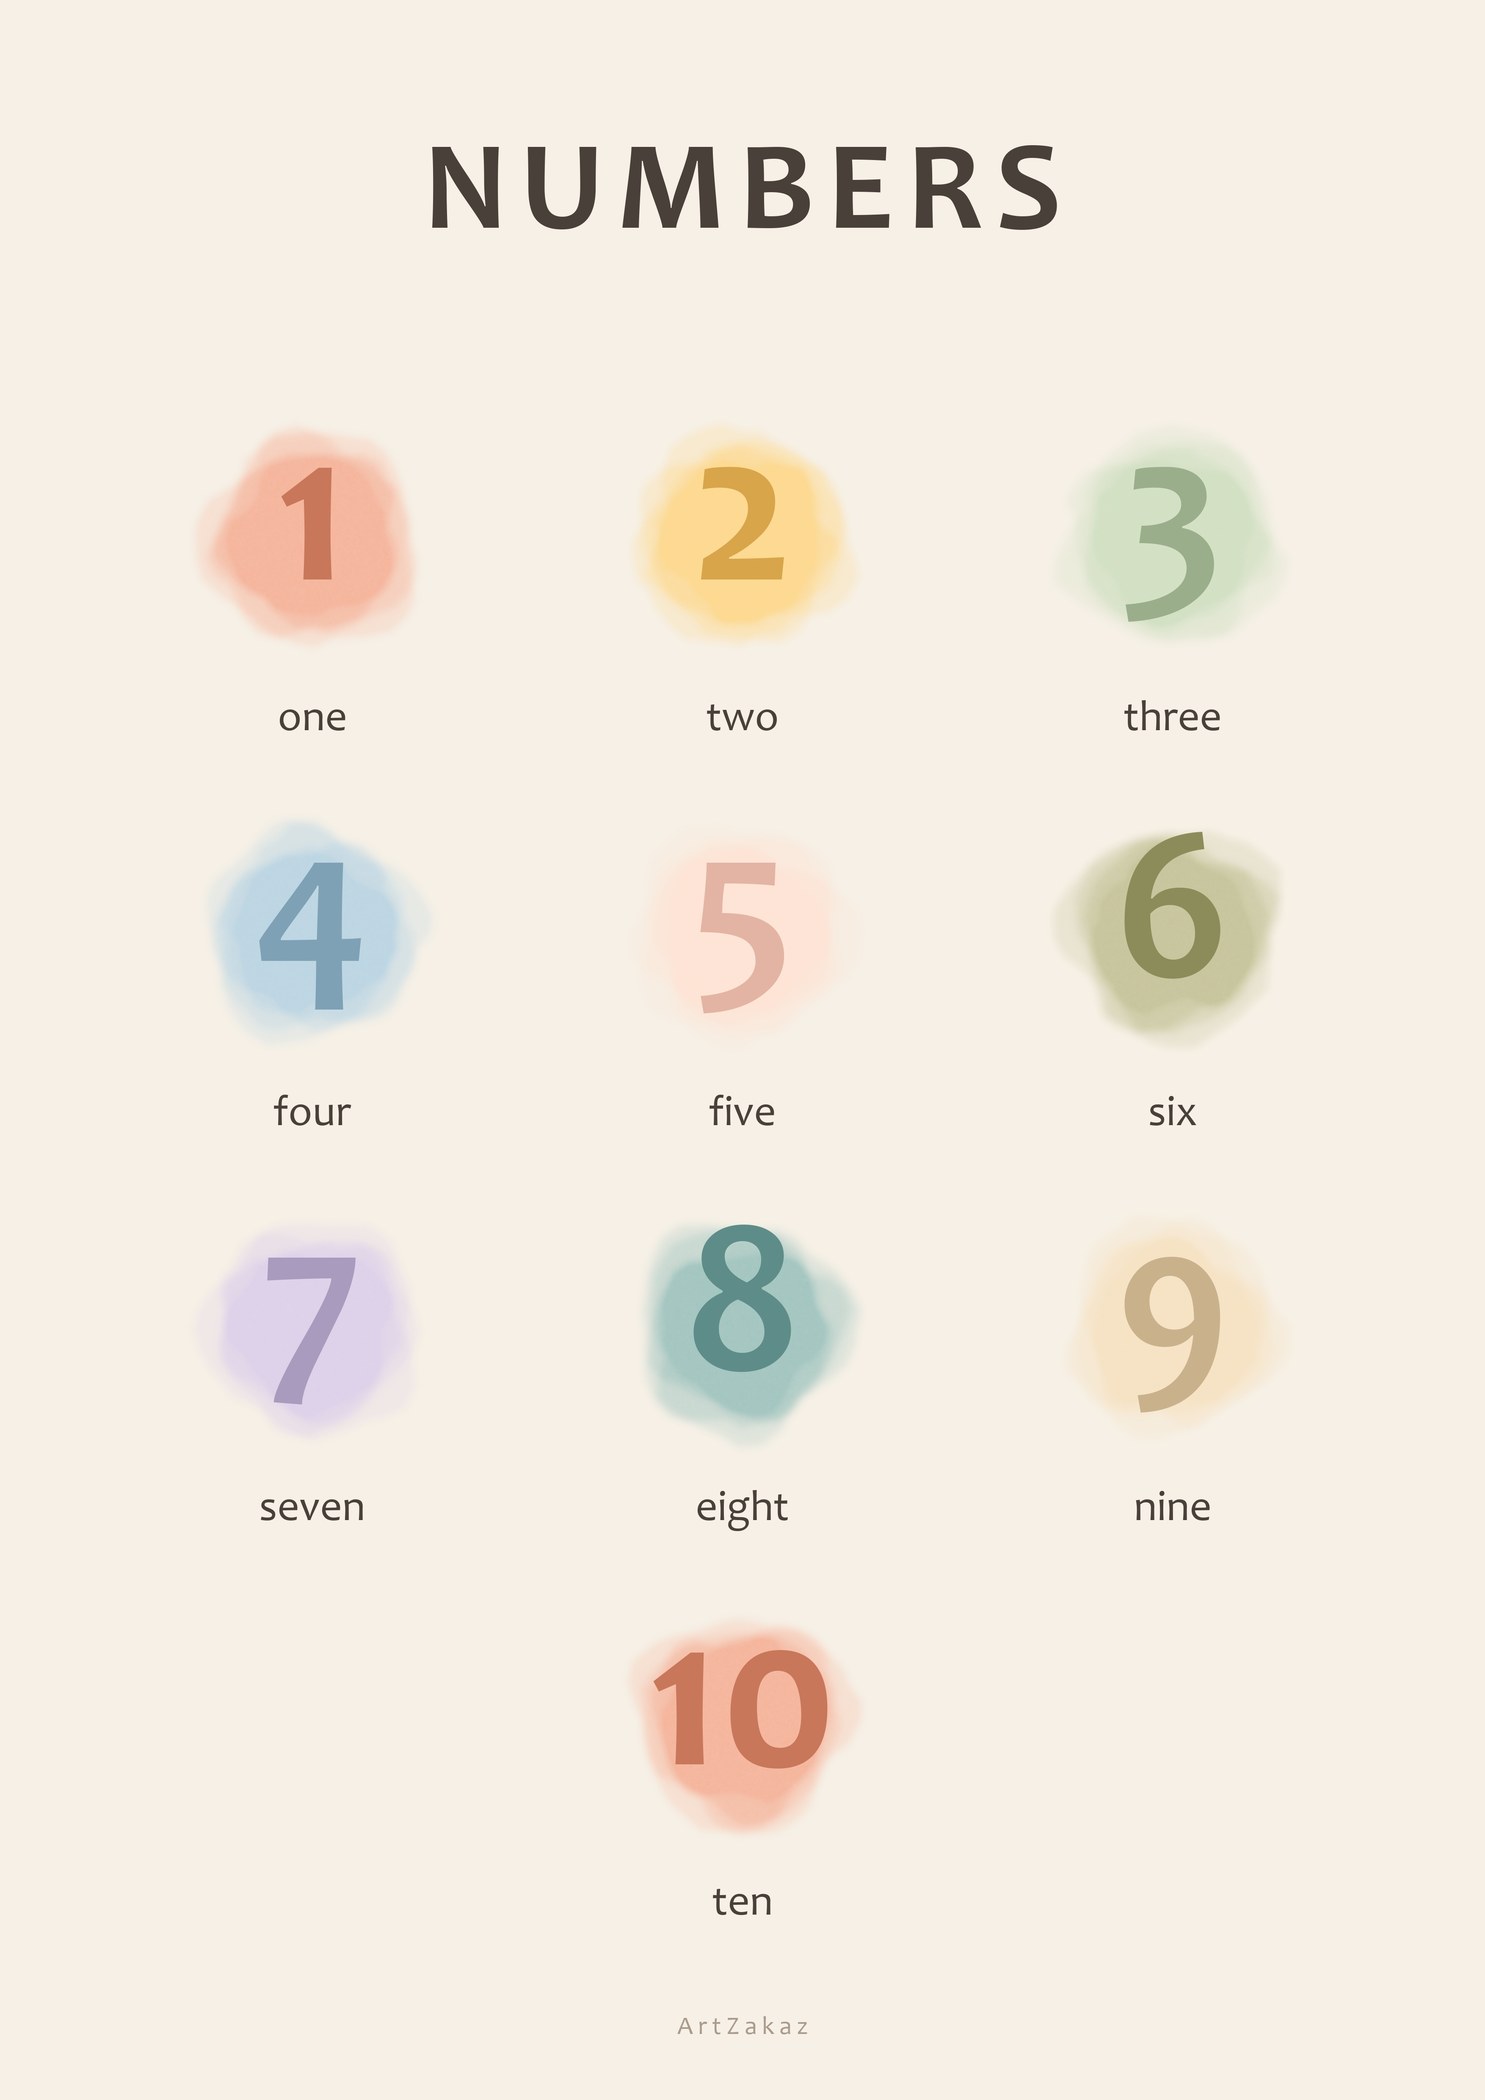 NUMBERS
1 2 3
one two three
4 5 6
four five six
7 8 9
seven eight nine
10
ten
ArtZakaz